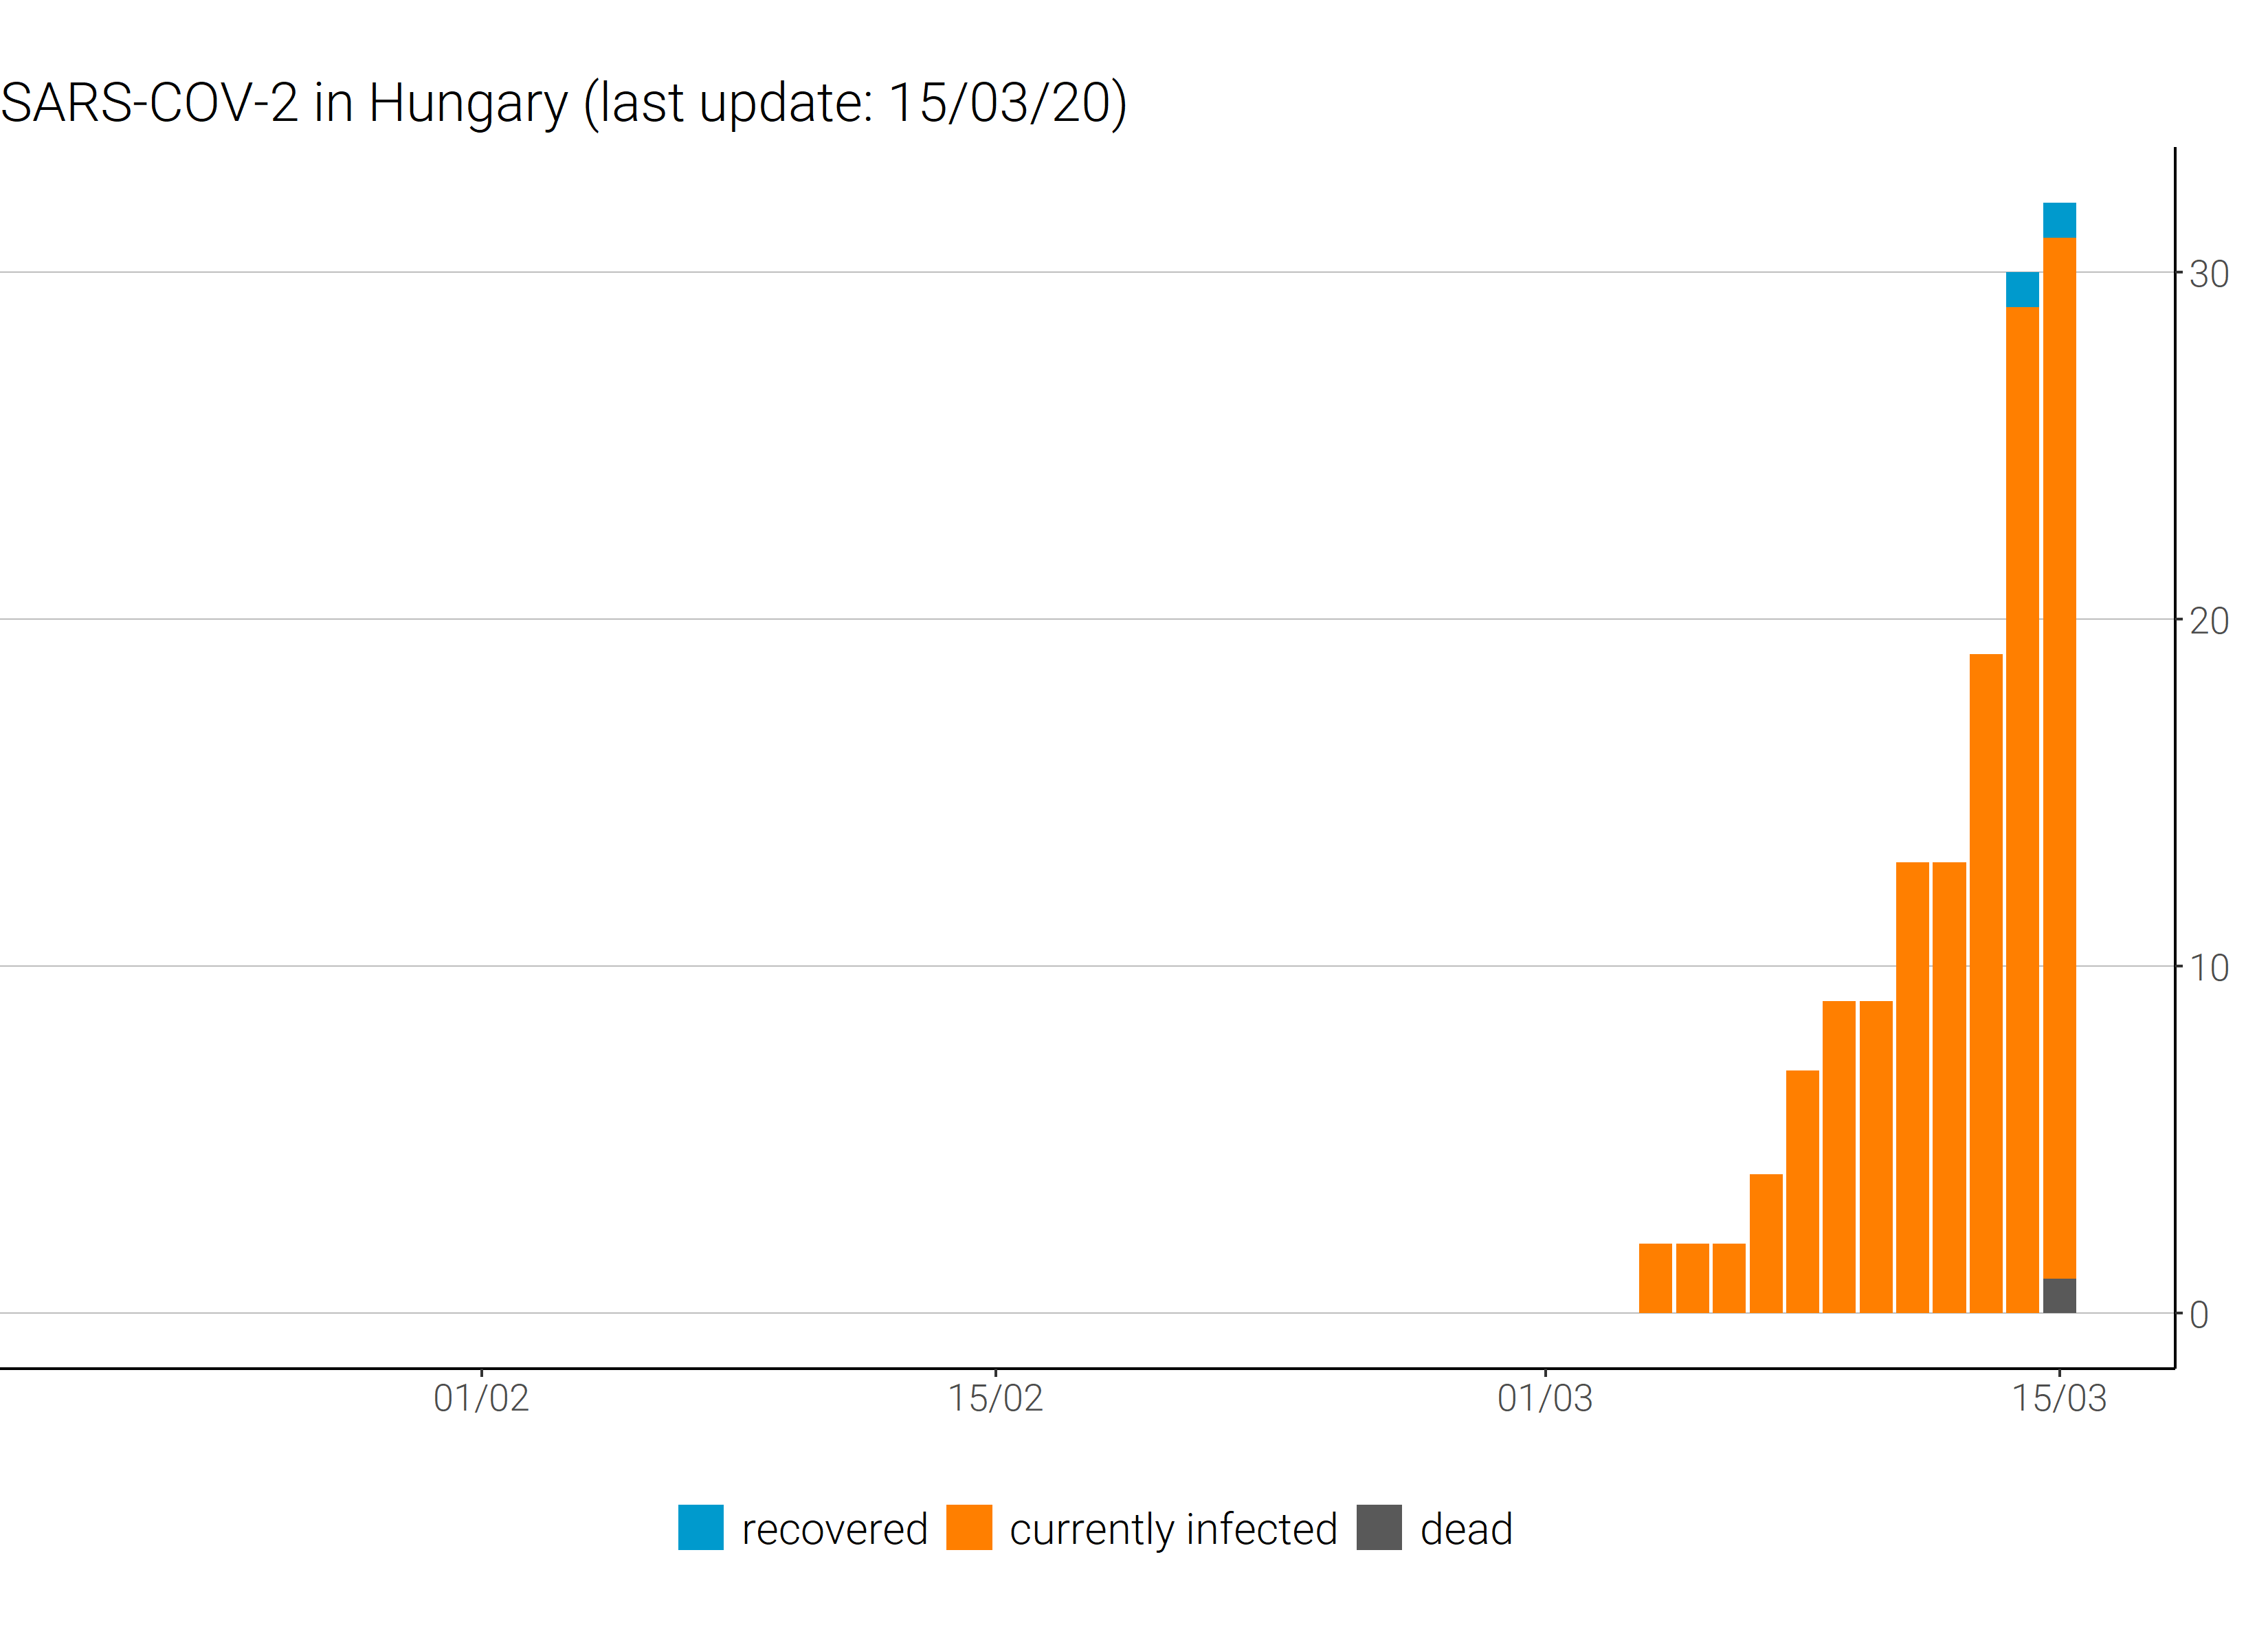 SARS-COV-2 in Hungary (last update: 15/03/20)
30
20
10
0
01/02 15/02 01/03 15/03
recovered currently infected dead